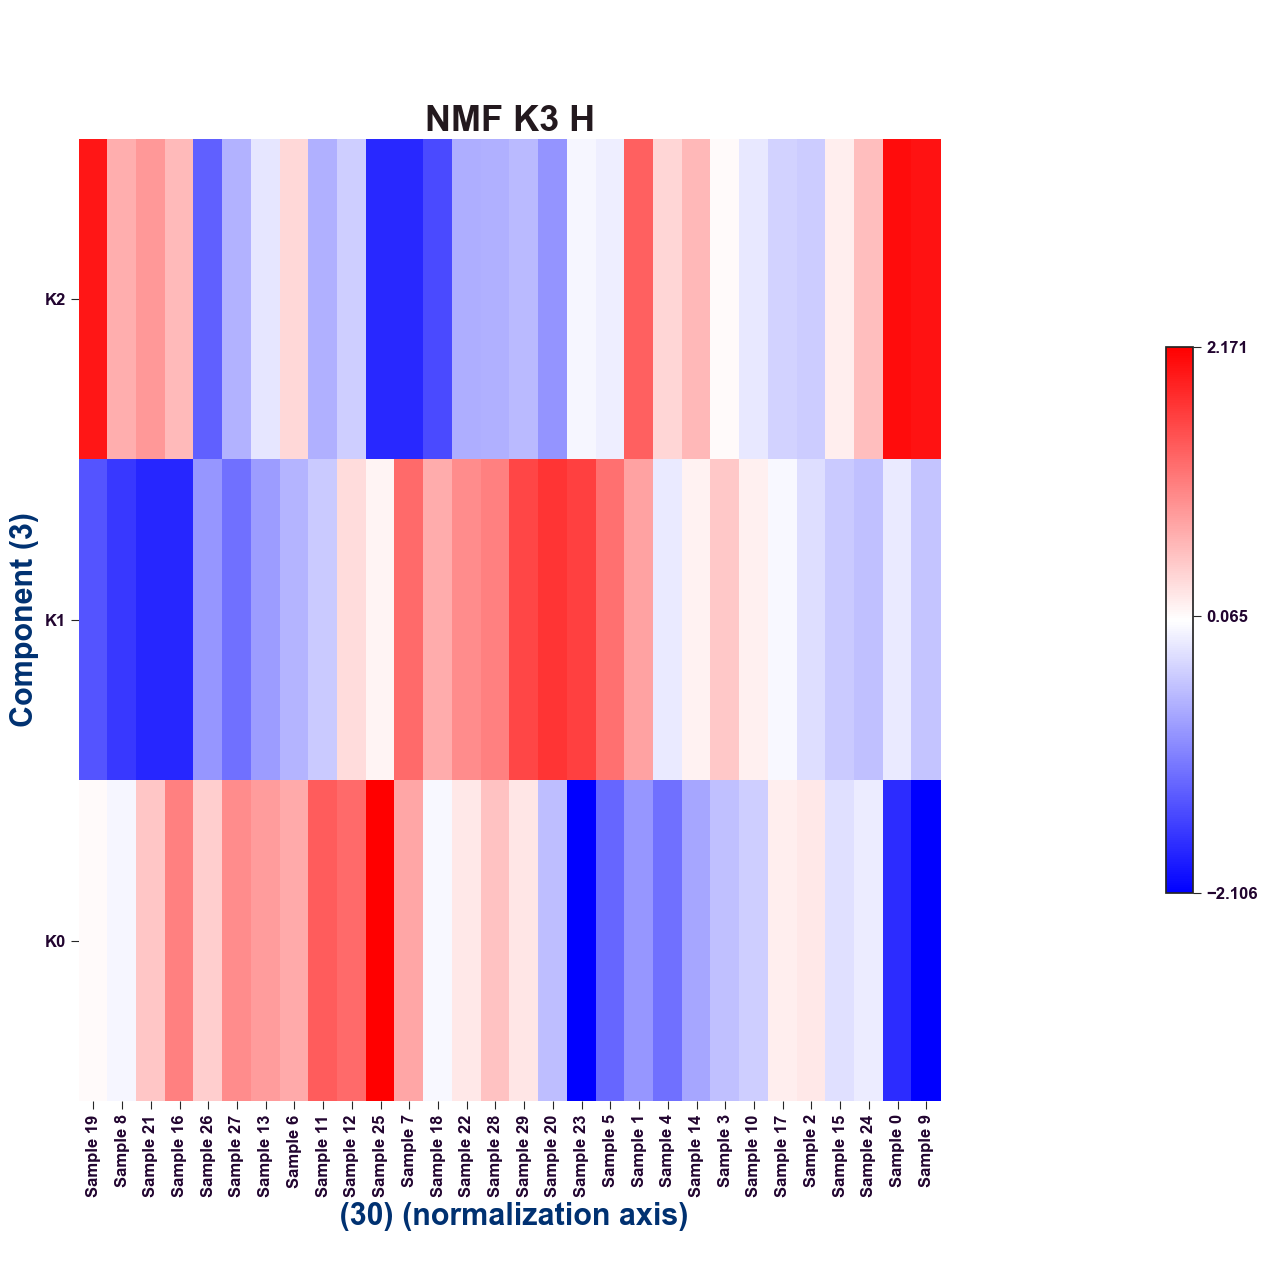 NMF K3 H
K2
K1
K0
Component (3)
2.171
0.065
−2.106
Sample 19
Sample 8
Sample 21
Sample 16
Sample 26
Sample 27
Sample 13
Sample 6
Sample 11
Sample 12
Sample 25
Sample 7
Sample 18
Sample 22
Sample 28
Sample 29
Sample 20
Sample 23
Sample 5
Sample 1
Sample 4
Sample 14
Sample 3
Sample 10
Sample 17
Sample 2
Sample 15
Sample 24
Sample 0
Sample 9
(30) (normalization axis)